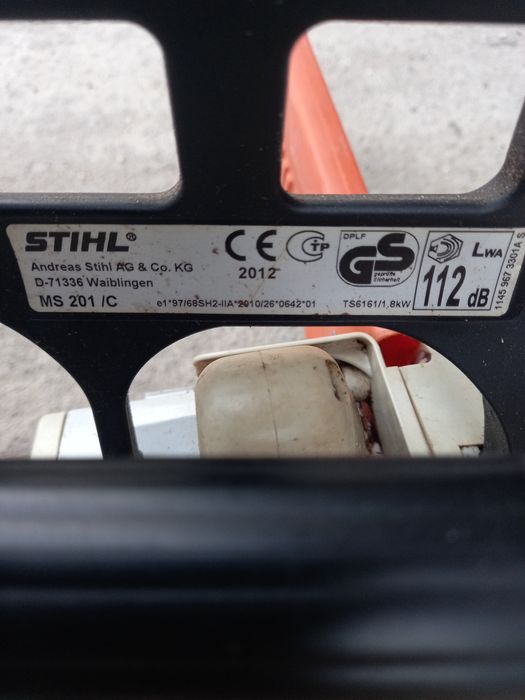 STIHL®
Andreas Stihl AG & Co. KG
D-71336 Waiblingen
MS 201 /C
CE
2012
e1*97/68SH2-IIA*2010/26*0642*01
CTP
TS6161/1,8kW
DPLF
GS
geprüfte
Sicherheit
LWA
112 dB
1145 967 3301A S